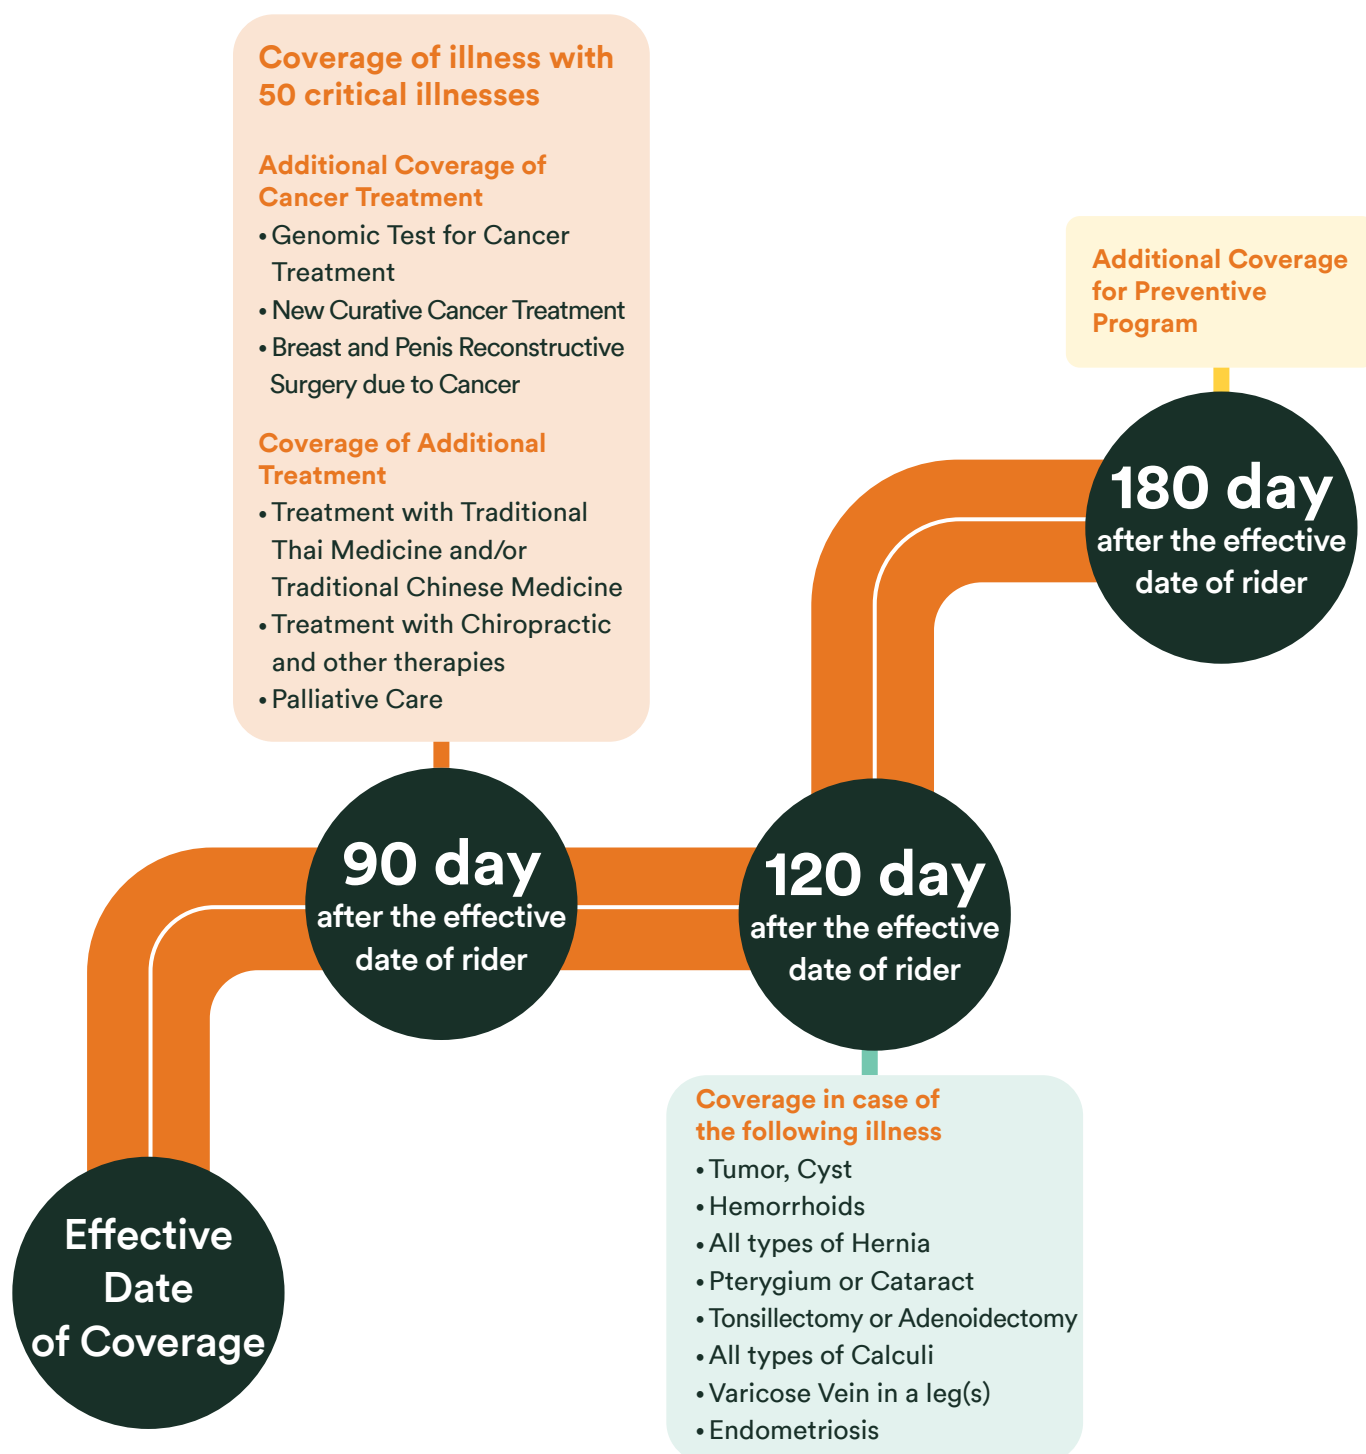 Coverage of illness with
50 critical illnesses
Additional Coverage of
Cancer Treatment
• Genomic Test for Cancer
Treatment
• New Curative Cancer Treatment
• Breast and Penis Reconstructive
Surgery due to Cancer
Coverage of Additional
Treatment
• Treatment with Traditional
Thai Medicine and/or
Traditional Chinese Medicine
• Treatment with Chiropractic
and other therapies
• Palliative Care
Additional Coverage
for Preventive
Program
180 day
after the effective
date of rider
90 day
after the effective
date of rider
120 day
after the effective
date of rider
Effective
Date
of Coverage
Coverage in case of
the following illness
• Tumor, Cyst
• Hemorrhoids
• All types of Hernia
• Pterygium or Cataract
• Tonsillectomy or Adenoidectomy
• All types of Calculi
• Varicose Vein in a leg(s)
• Endometriosis